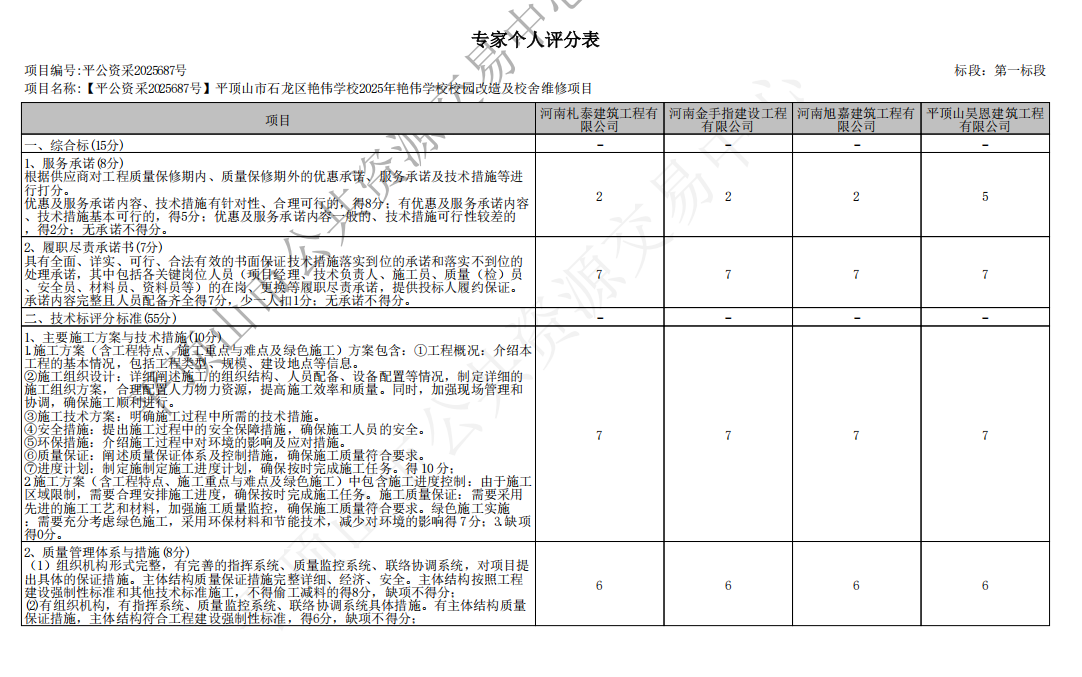 专家个人评分表
项目编号:平公资采2025687号
标段：第一标段
项目名称:【平公资采2025687号】平顶山市石龙区艳伟学校2025年艳伟学校校园改造及校舍维修项目
项目
河南札泰建筑工程有
限公司
河南金手指建设工程
有限公司
河南旭嘉建筑工程有
限公司
平顶山昊恩建筑工程
有限公司
一、综合标(15分)
-
-
-
-
1、服务承诺(8分)
根据供应商对工程质量保修期内、质量保修期外的优惠承诺、服务承诺及技术措施等进
行打分。
优惠及服务承诺内容、技术措施有针对性、合理可行的，得8分；有优惠及服务承诺内容
、技术措施基本可行的，得5分；优惠及服务承诺内容一般的、技术措施可行性较差的
，得2分；无承诺不得分。
2
2
2
5
2、履职尽责承诺书(7分)
具有全面、详实、可行、合法有效的书面保证技术措施落实到位的承诺和落实不到位的
处理承诺，其中包括各关键岗位人员（项目经理、技术负责人、施工员、质量（检）员
、安全员、材料员、资料员等）的在岗、更换等履职尽责承诺，提供投标人履约保证。
承诺内容完整且人员配备齐全得7分，少一人扣1分；无承诺不得分。
7
7
7
7
二、技术标评分标准(55分)
-
-
-
-
1、主要施工方案与技术措施(10分)
1.施工方案（含工程特点、施工重点与难点及绿色施工）方案包含：①工程概况：介绍本
工程的基本情况，包括工程类型、规模、建设地点等信息。
②施工组织设计：详细阐述施工的组织结构、人员配备、设备配置等情况，制定详细的
施工组织方案，合理配置人力物力资源，提高施工效率和质量。同时，加强现场管理和
协调，确保施工顺利进行。
③施工技术方案：明确施工过程中所需的技术措施。
④安全措施：提出施工过程中的安全保障措施，确保施工人员的安全。
⑤环保措施：介绍施工过程中对环境的影响及应对措施。
⑥质量保证：阐述质量保证体系及控制措施，确保施工质量符合要求。
⑦进度计划：制定施制定施工进度计划，确保按时完成施工任务。得 10 分；
2.施工方案（含工程特点、施工重点与难点及绿色施工）中包含施工进度控制：由于施工
区域限制，需要合理安排施工进度，确保按时完成施工任务。施工质量保证：需要采用
先进的施工工艺和材料，加强施工质量监控，确保施工质量符合要求。绿色施工实施
：需要充分考虑绿色施工，采用环保材料和节能技术，减少对环境的影响得 7 分；3.缺项
得0分。
7
7
7
7
2、质量管理体系与措施(8分)
（1）组织机构形式完整，有完善的指挥系统、质量监控系统、联络协调系统，对项目提
出具体的保证措施。主体结构质量保证措施完整详细、经济、安全。主体结构按照工程
建设强制性标准和其他技术标准施工，不得偷工减料的得8分，缺项不得分；
(2)有组织机构，有指挥系统、质量监控系统、联络协调系统具体措施。有主体结构质量
保证措施，主体结构符合工程建设强制性标准，得6分，缺项不得分；
6
6
6
6
平顶山市公共资源交易中心
平顶山市公共资源交易中心